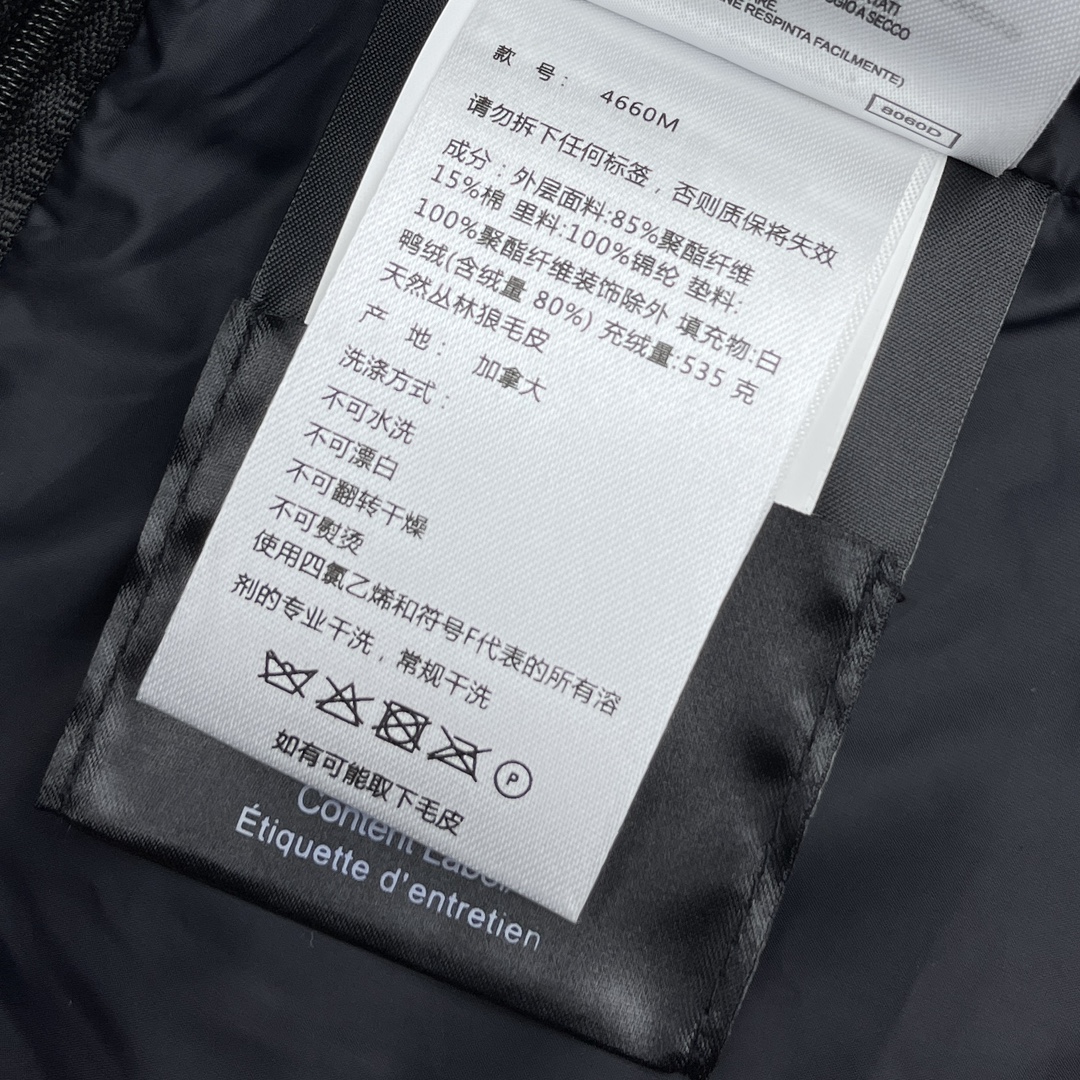 IATI
GIO A SECCO
NE RESPINTA FACILMENTE)
8060D
款 号： 4660M
请勿拆下任何标签，否则质保将失效
成分：外层面料:85%聚酯纤维
15%棉 里料:100%锦纶 垫料:
100%聚酯纤维装饰除外 填充物:白
鸭绒(含绒量 80%) 充绒量:535 克
天然丛林狼毛皮
产 地： 加拿大
洗涤方式：
不可水洗
不可漂白
不可翻转干燥
不可熨烫
使用四氯乙烯和符号F代表的所有溶
剂的专业干洗，常规干洗
P
如有可能取下毛皮
Content Label
Étiquette d'entretien